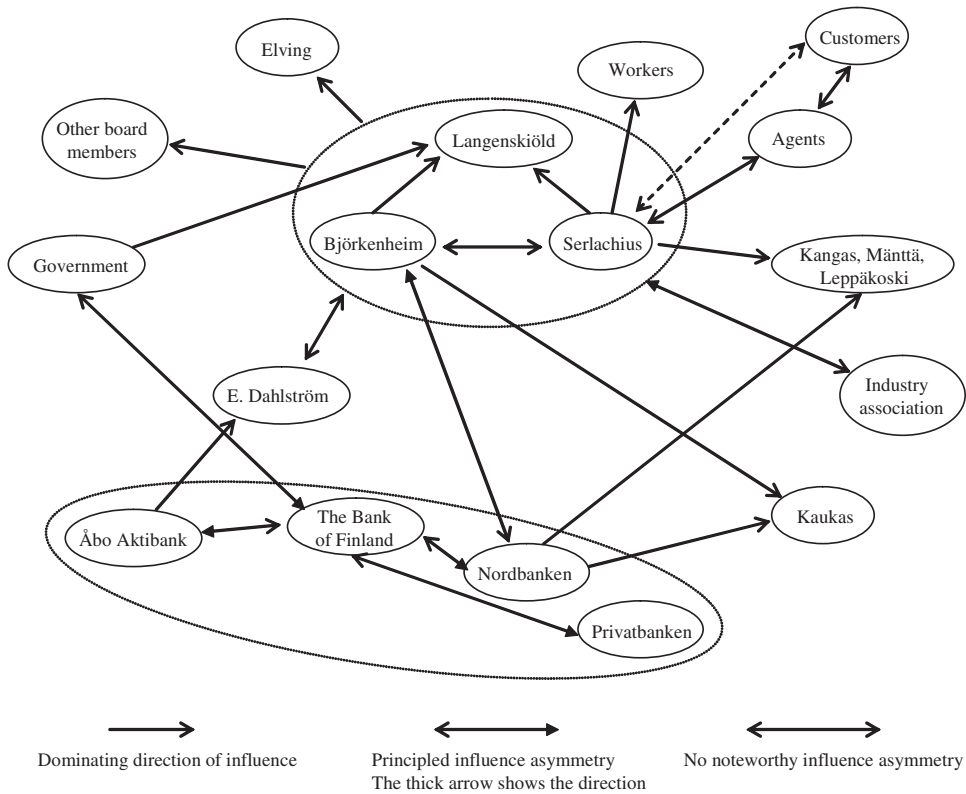 Customers
Elving
Workers
Other board
members
Langenskiöld
Agents
Björkenheim
Serlachius
Government
Kangas, Mänttä,
Leppäkoski
E. Dahlström
Industry
association
The Bank
of Finland
Kaukas
Åbo Aktibank
Nordbanken
Privatbanken
Dominating direction of influence
Principled influence asymmetry
The thick arrow shows the direction
No noteworthy influence asymmetry